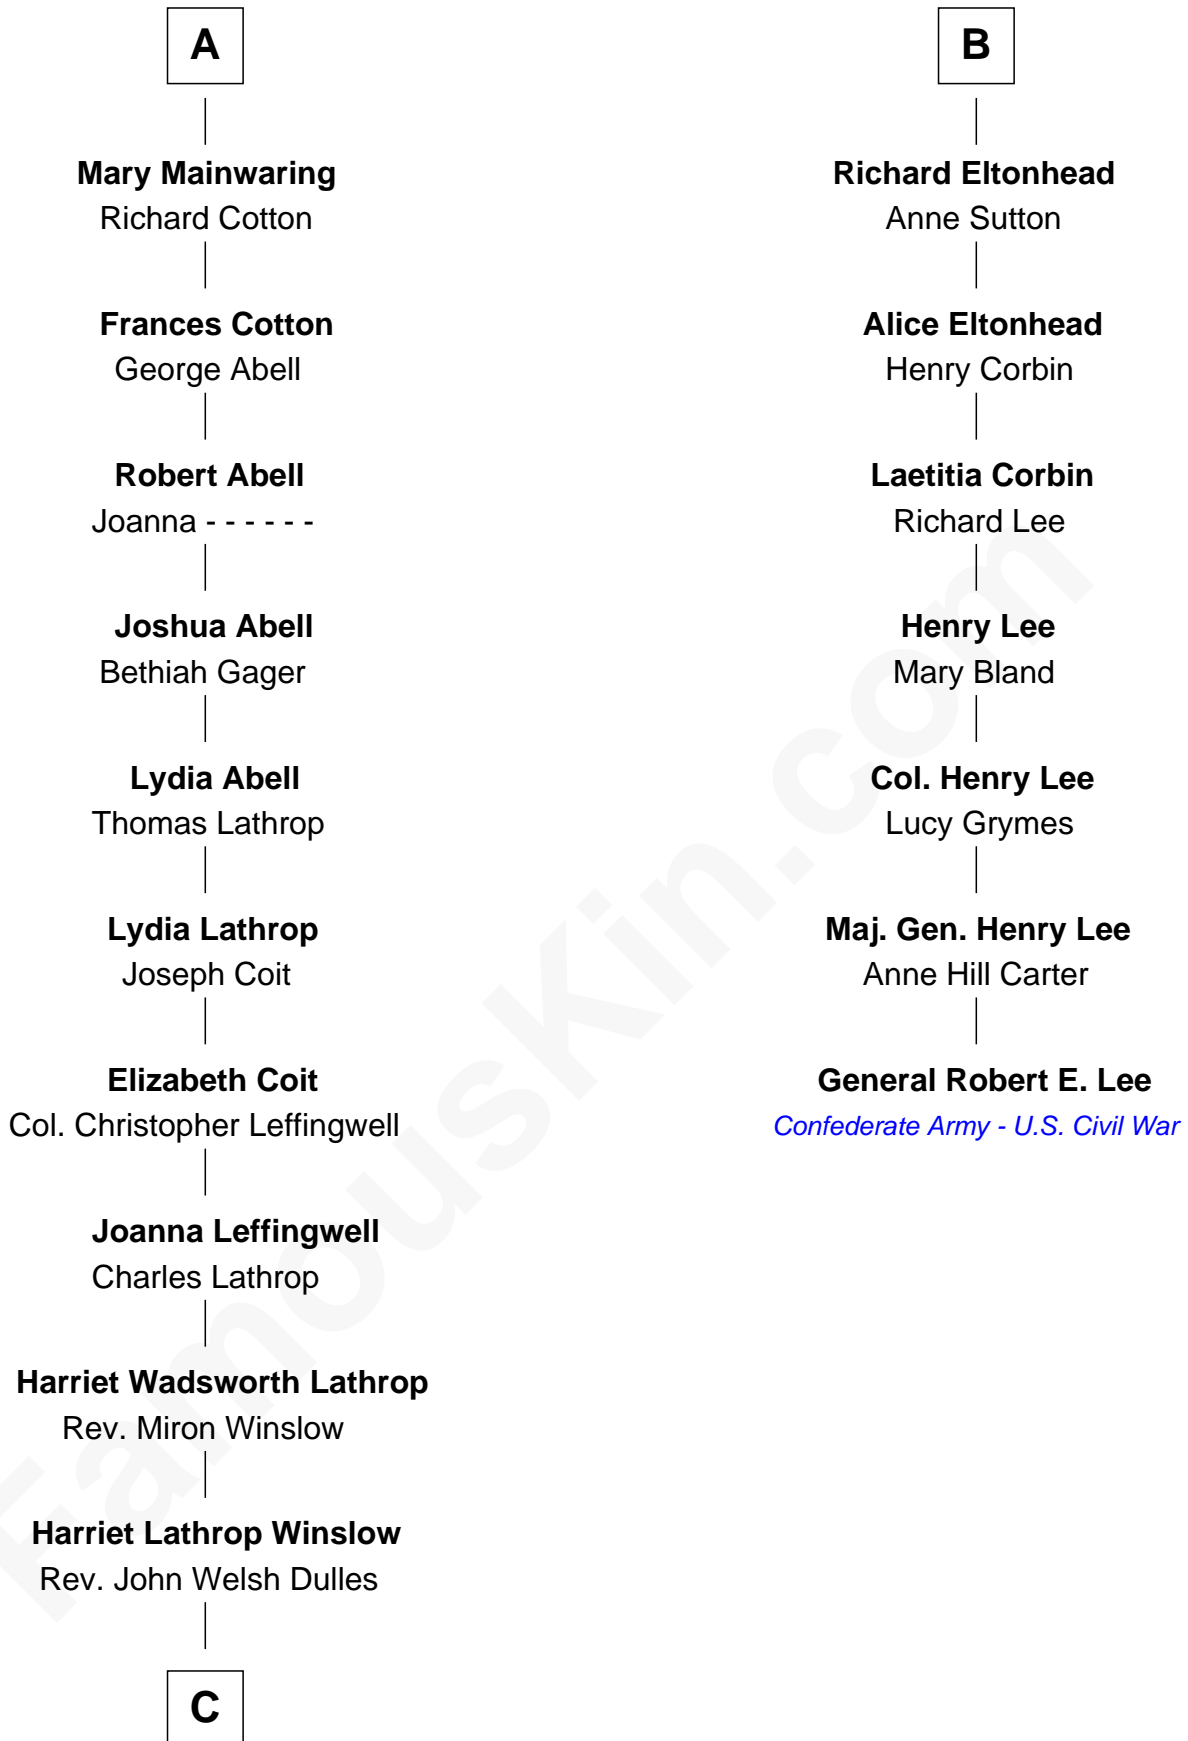 A
Mary Mainwaring
Richard Cotton
Frances Cotton
George Abell
Robert Abell
Joanna - - - - - -
Joshua Abell
Bethiah Gager
Lydia Abell
Thomas Lathrop
Lydia Lathrop
Joseph Coit
Elizabeth Coit
Col. Christopher Leffingwell
Joanna Leffingwell
Charles Lathrop
Harriet Wadsworth Lathrop
Rev. Miron Winslow
Harriet Lathrop Winslow
Rev. John Welsh Dulles
C
B
Richard Eltonhead
Anne Sutton
Alice Eltonhead
Henry Corbin
Laetitia Corbin
Richard Lee
Henry Lee
Mary Bland
Col. Henry Lee
Lucy Grymes
Maj. Gen. Henry Lee
Anne Hill Carter
General Robert E. Lee
Confederate Army - U.S. Civil War
FamousKin.com